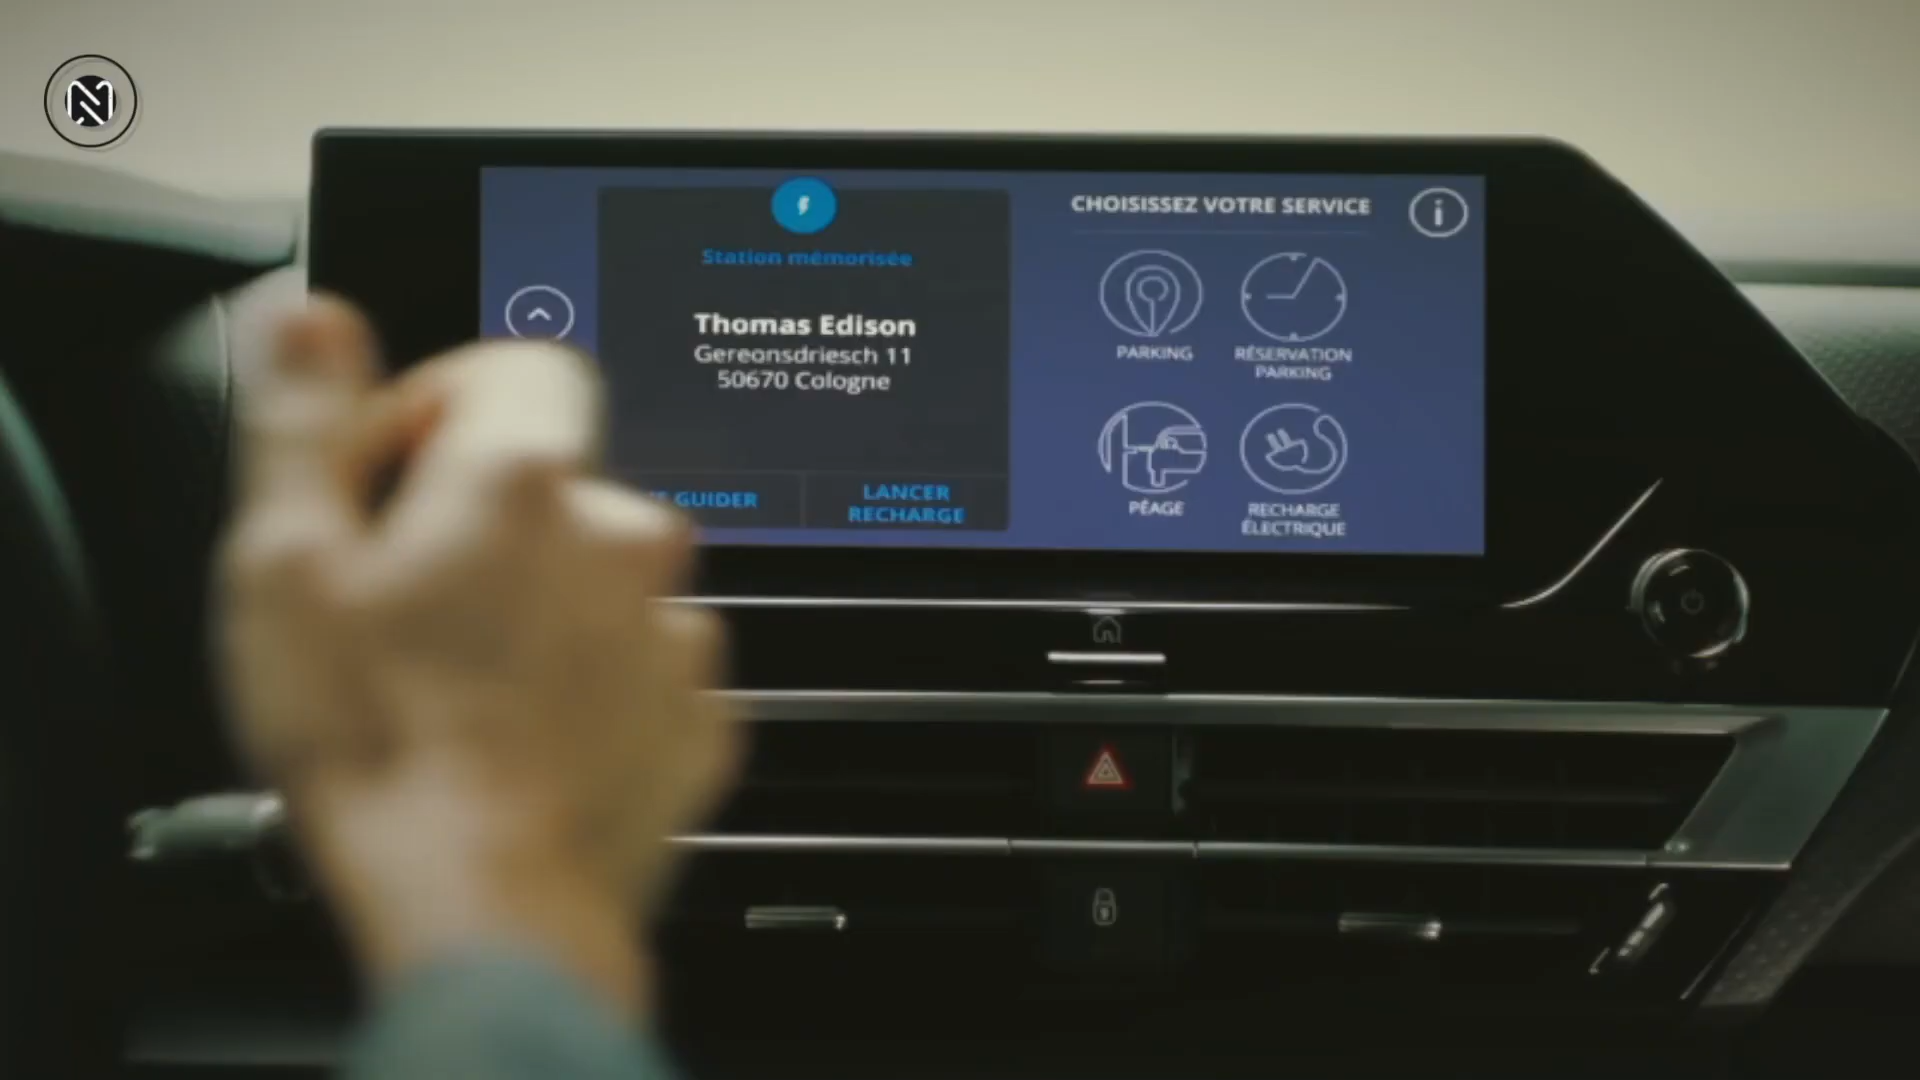 CHOISISSEZ VOTRE SERVICE
Station mémorisée
Thomas Edison
Gereonsdriesch 11
50670 Cologne
GUIDER
LANCER
RECHARGE
PARKING
RÉSERVATION
PARKING
PÉAGE
RECHARGE
ÉLECTRIQUE